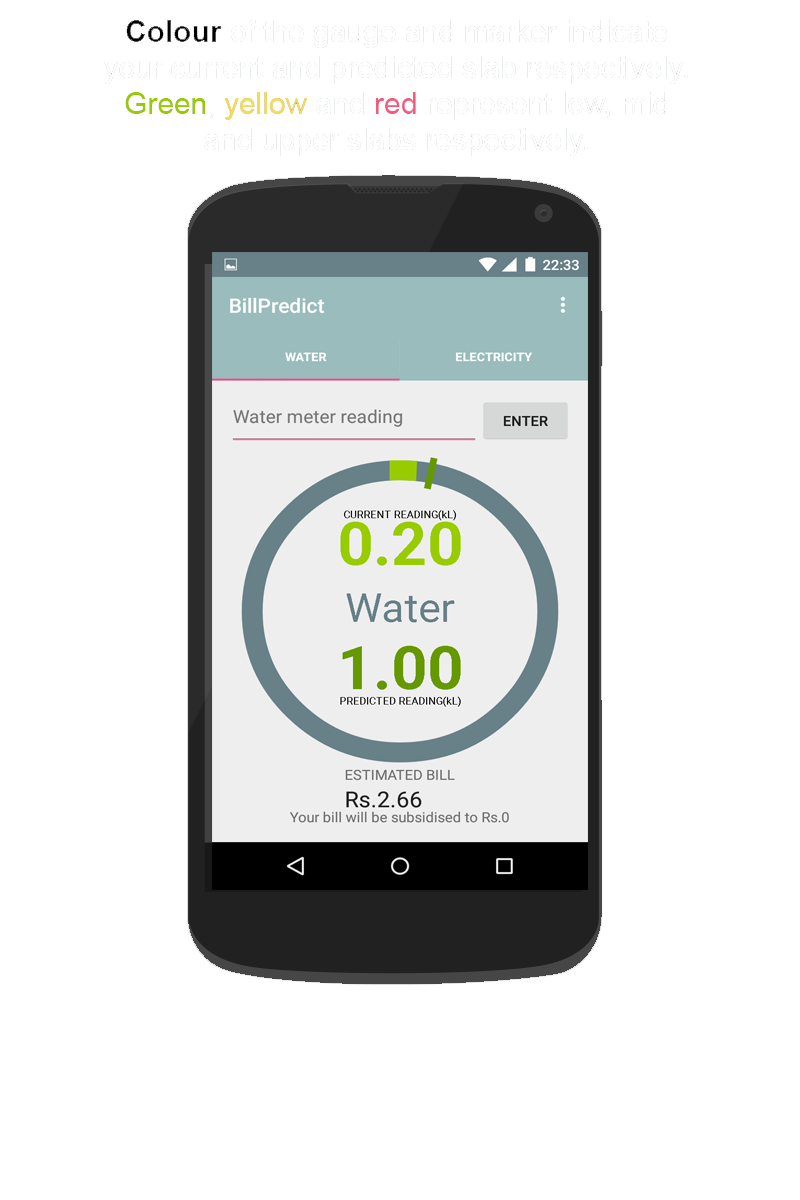 Colour of the gauge and marker indicate
your current and predicted slab respectively.
Green, yellow and red represent low, mid
and upper slabs respectively.
22:33
BillPredict
WATER ELECTRICITY
Water meter reading ENTER
CURRENT READING(kL)
0.20
Water
1.00
PREDICTED READING(kL)
ESTIMATED BILL
Rs.2.66
Your bill will be subsidised to Rs.0